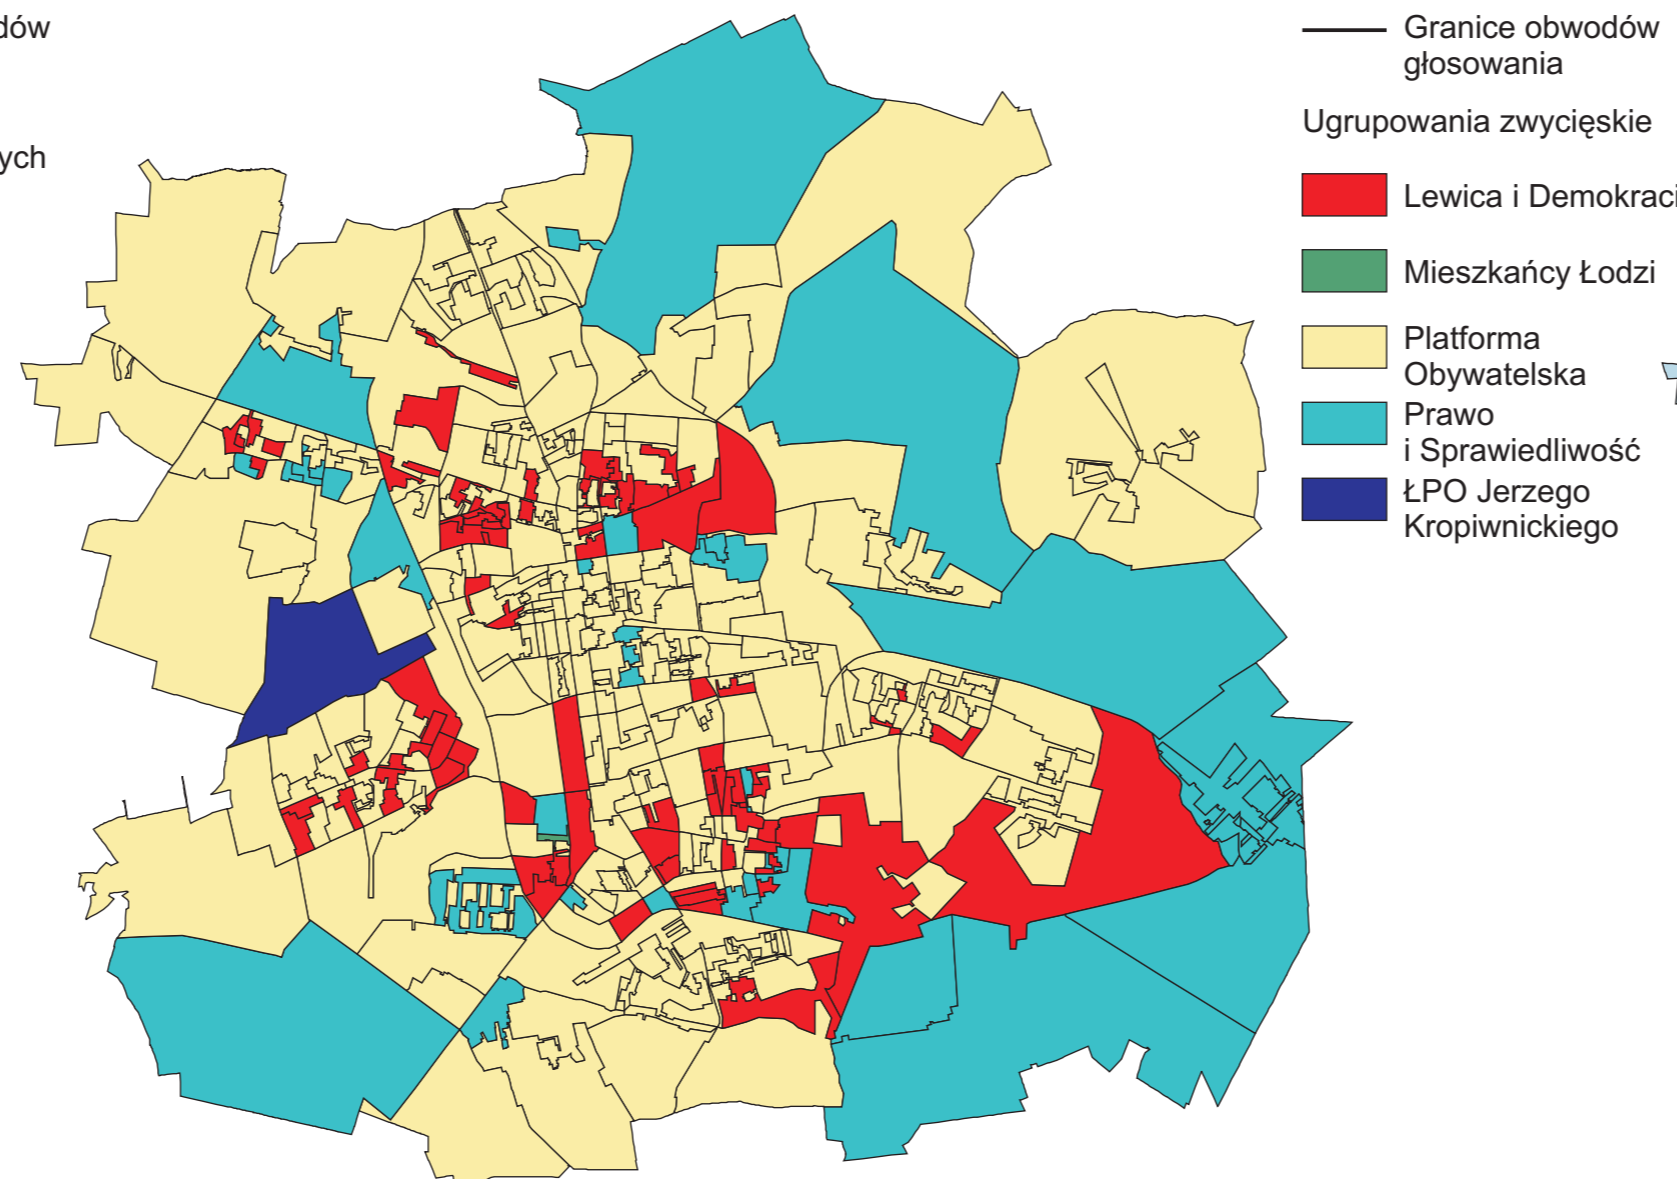 dów
ych
Granice obwodów
głosowania
Ugrupowania zwycięskie
Lewica i Demokraci
Mieszkańcy Łodzi
Platforma
Obywatelska
Prawo
i Sprawiedliwość
ŁPO Jerzego
Kropiwnickiego